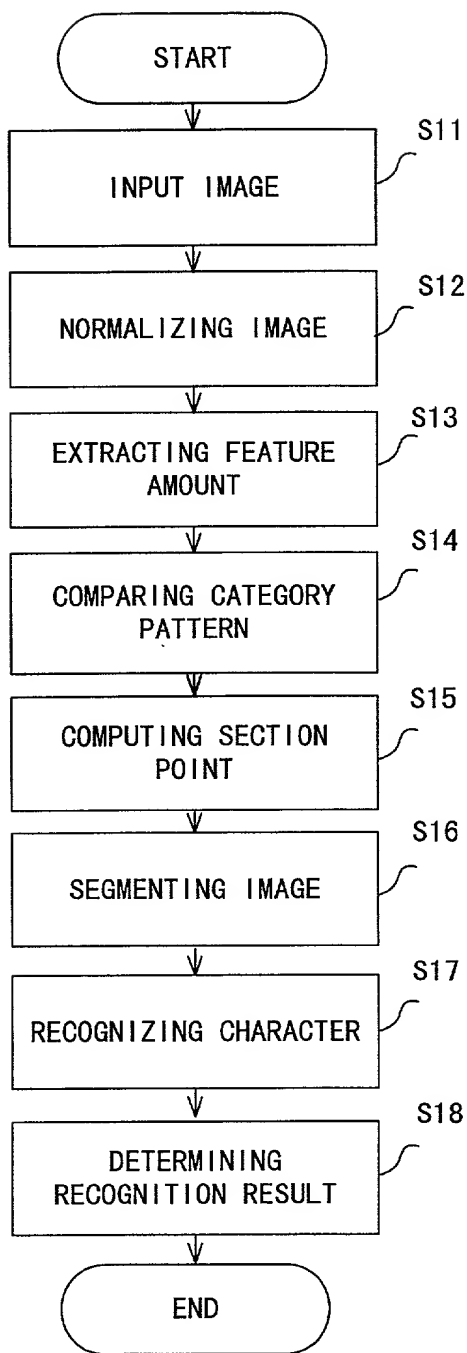 START
S11
INPUT IMAGE
S12
NORMALIZING IMAGE
S13
EXTRACTING FEATURE
AMOUNT
S14
COMPARING CATEGORY
PATTERN
S15
COMPUTING SECTION
POINT
S16
SEGMENTING IMAGE
S17
RECOGNIZING CHARACTER
S18
DETERMINING
RECOGNITION RESULT
END